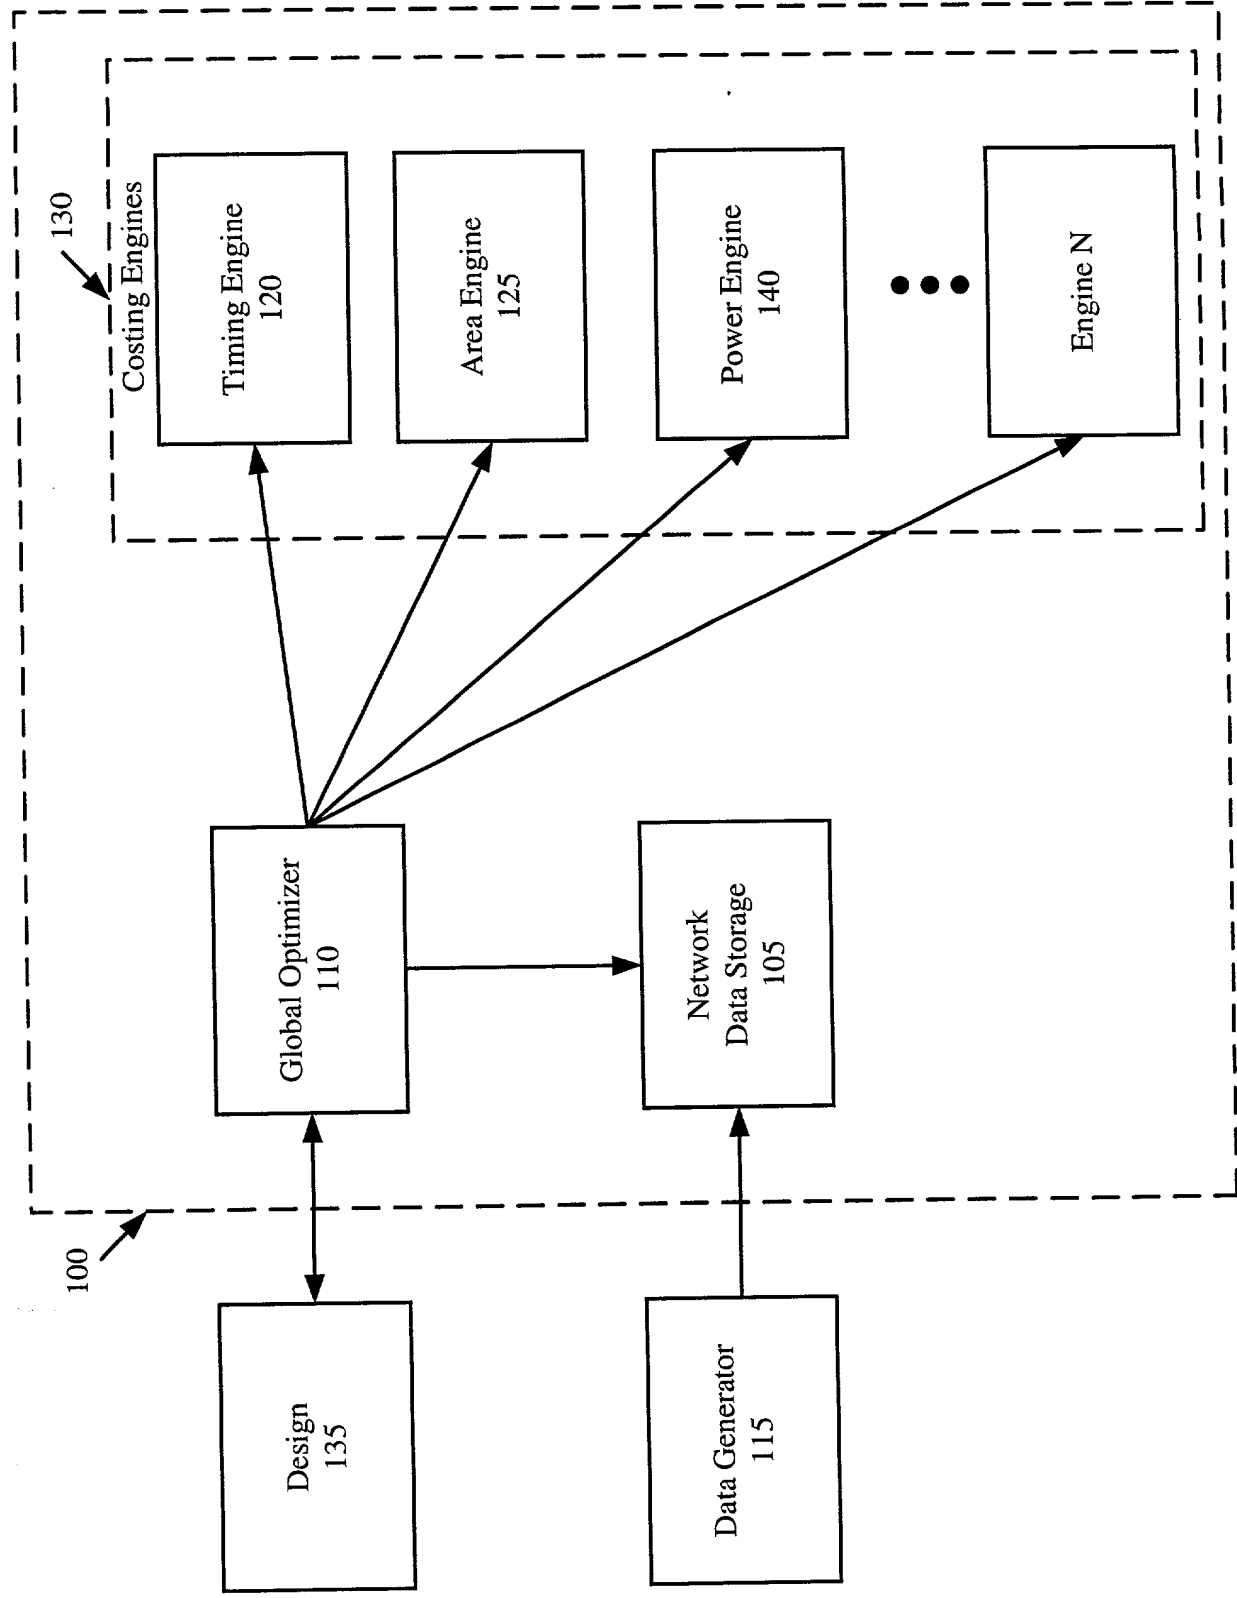 100
130
Costing Engines
Design
135
Global Optimizer
110
Timing Engine
120
Area Engine
125
Data Generator
115
Network
Data Storage
105
Power Engine
140
Engine N